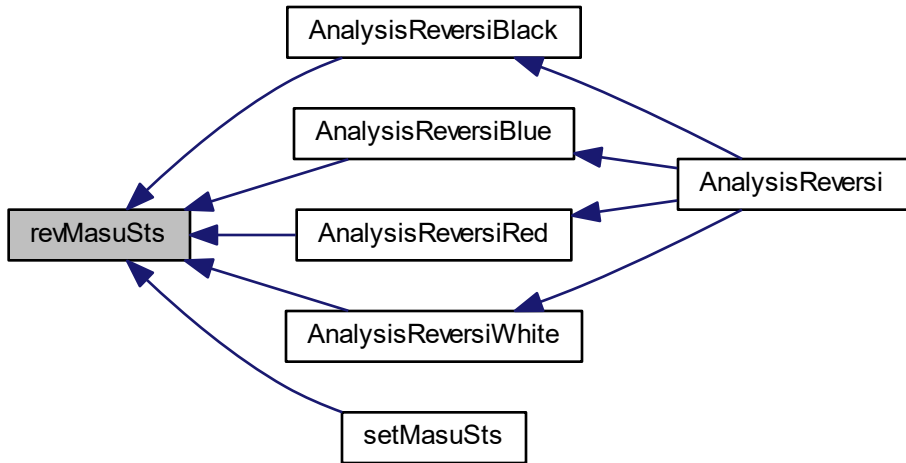 AnalysisReversiBlack
AnalysisReversiBlue
AnalysisReversi
revMasuSts
AnalysisReversiRed
AnalysisReversiWhite
setMasuSts